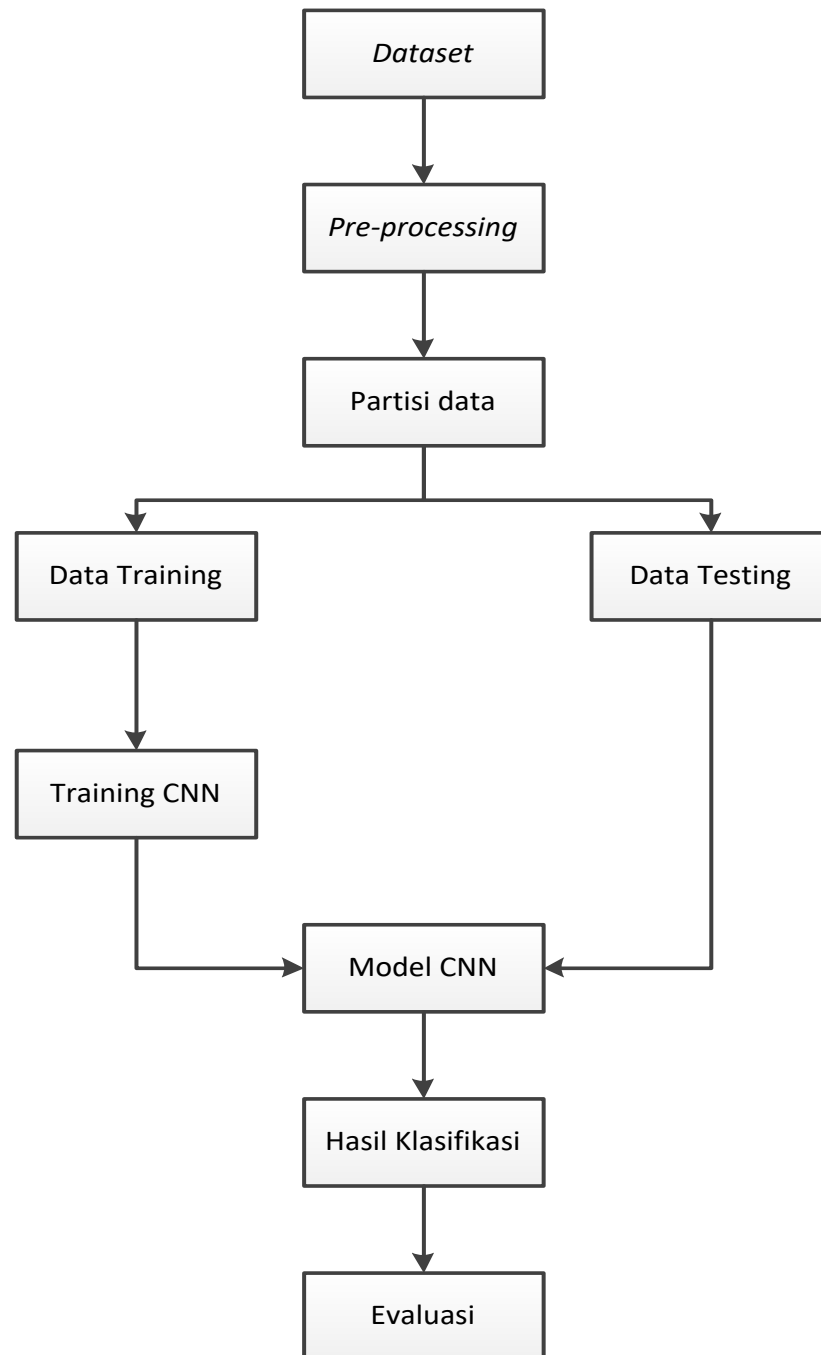 Dataset
Pre-processing
Partisi data
Data Training
Data Testing
Training CNN
Model CNN
Hasil Klasifikasi
Evaluasi